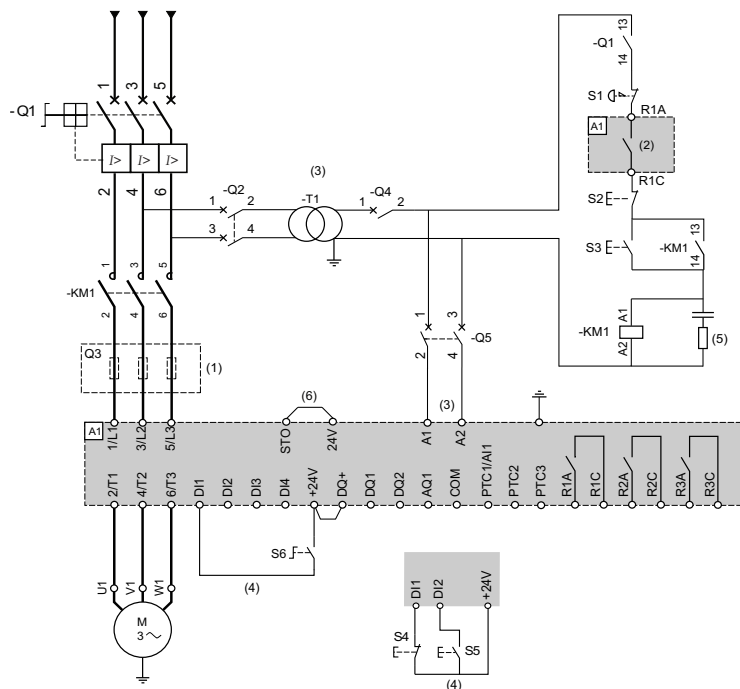 1 3 5
-Q1
I> I> I>
2 4 6
(3)
-Q2
1 2
3 4
-T1
-Q4
1 2
13
-Q1
14
S1
R1A
A1
(2)
R1C
S2
S3
13
-KM1
14
A1
-KM1
A2
(5)
1 3 5
-KM1
2 4 6
1 3
-Q5
2 4
Q3
(1)
(6)
(3)
A1
1/L1 3/L2 5/L3 STO 24V A1 A2
2/T1 4/T2 6/T3 DI1 DI2 DI3 DI4 +24V DQ+ DQ1 DQ2 AQ1 COM PTC1/AI1 PTC2 PTC3 R1A R1C R2A R2C R3A R3C
S6
(4)
U1 V1 W1
M
3
DI1 DI2 +24V
S4 S5
(4)